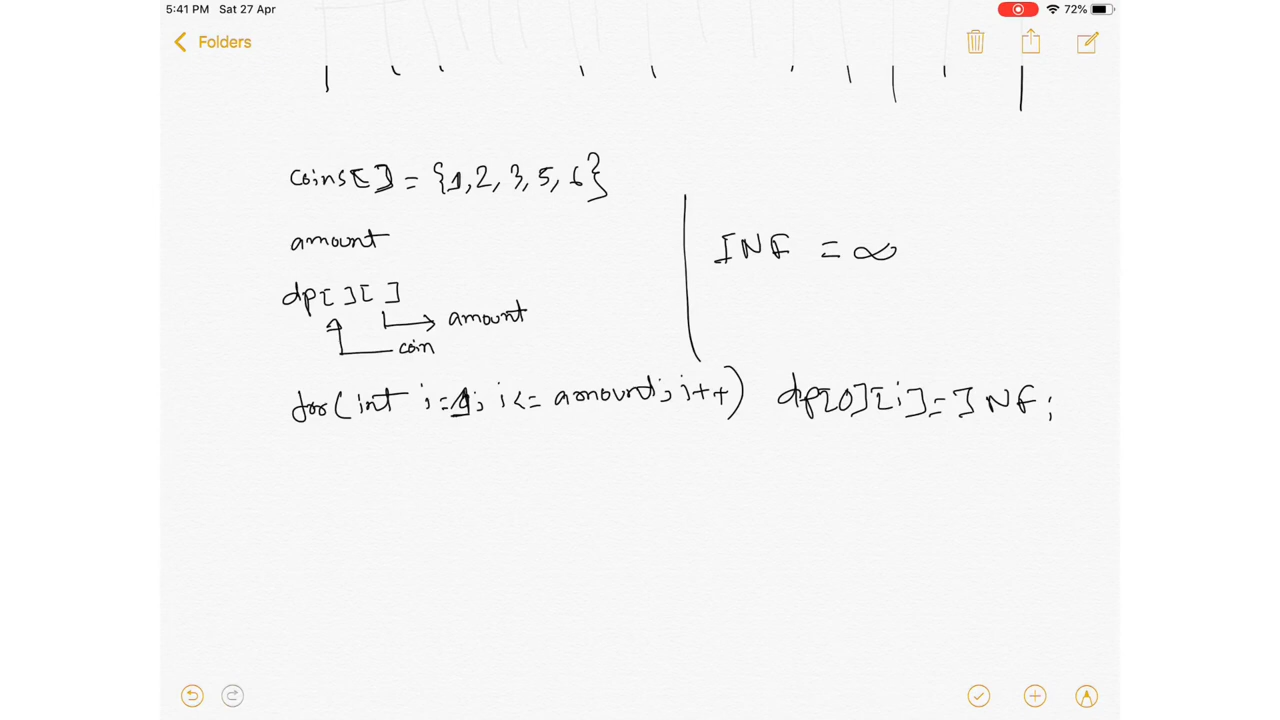 5:41 PM Sat 27 Apr 72%
Folders
coins[] = {1, 2, 3, 5, 6}
amount
INF = ∞
dp[][]
amount
coin
for(int i=1; i<= amount; i++) dp[0][i]=INF;